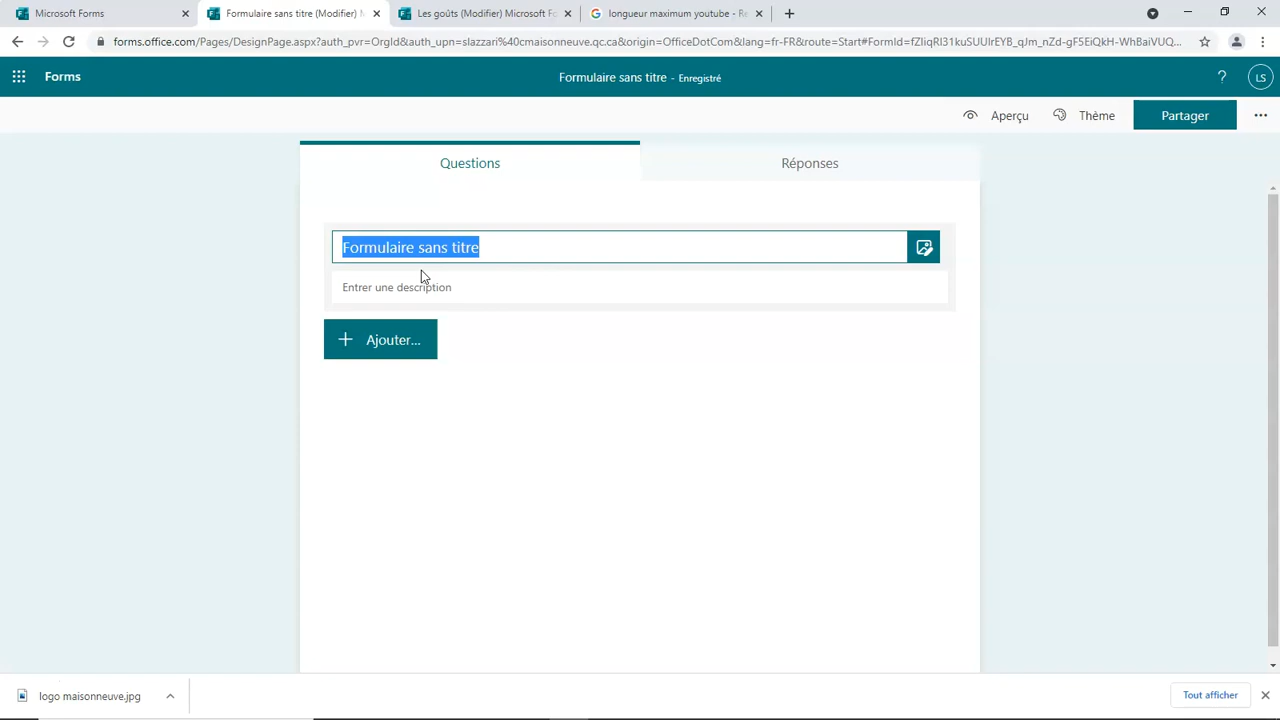 Microsoft Forms
Formulaire sans titre (Modifier) M
Les goûts (Modifier) Microsoft Fo
longueur maximum youtube - Re
forms.office.com/Pages/DesignPage.aspx?auth_pvr=OrgId&auth_upn=slazzari%40cmaisonneuve.qc.ca&origin=OfficeDotCom&lang=fr-FR&route=Start#FormId=
Forms
Formulaire sans titre - Enregistré
? LS
Aperçu
Thème
Partager
Questions
Réponses
Formulaire sans titre
Entrer une description
Ajouter...
logo maisonneuve.jpg
Tout afficher